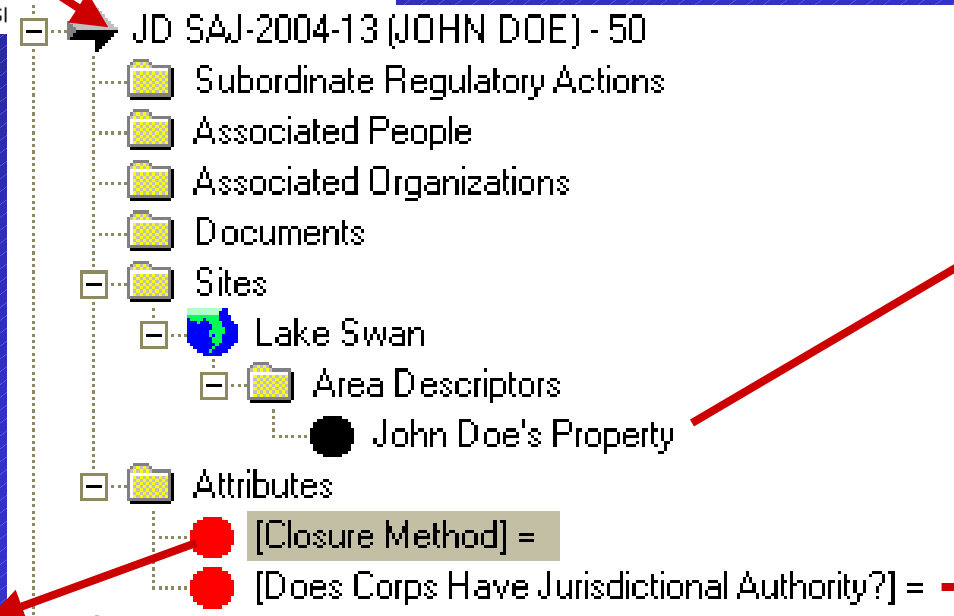 JD SAJ-2004-13 (JOHN DOE) - 50
Subordinate Regulatory Actions
Associated People
Associated Organizations
Documents
Sites
Lake Swan
Area Descriptors
John Doe's Property
Attributes
[Closure Method] =
[Does Corps Have Jurisdictional Authority?] =